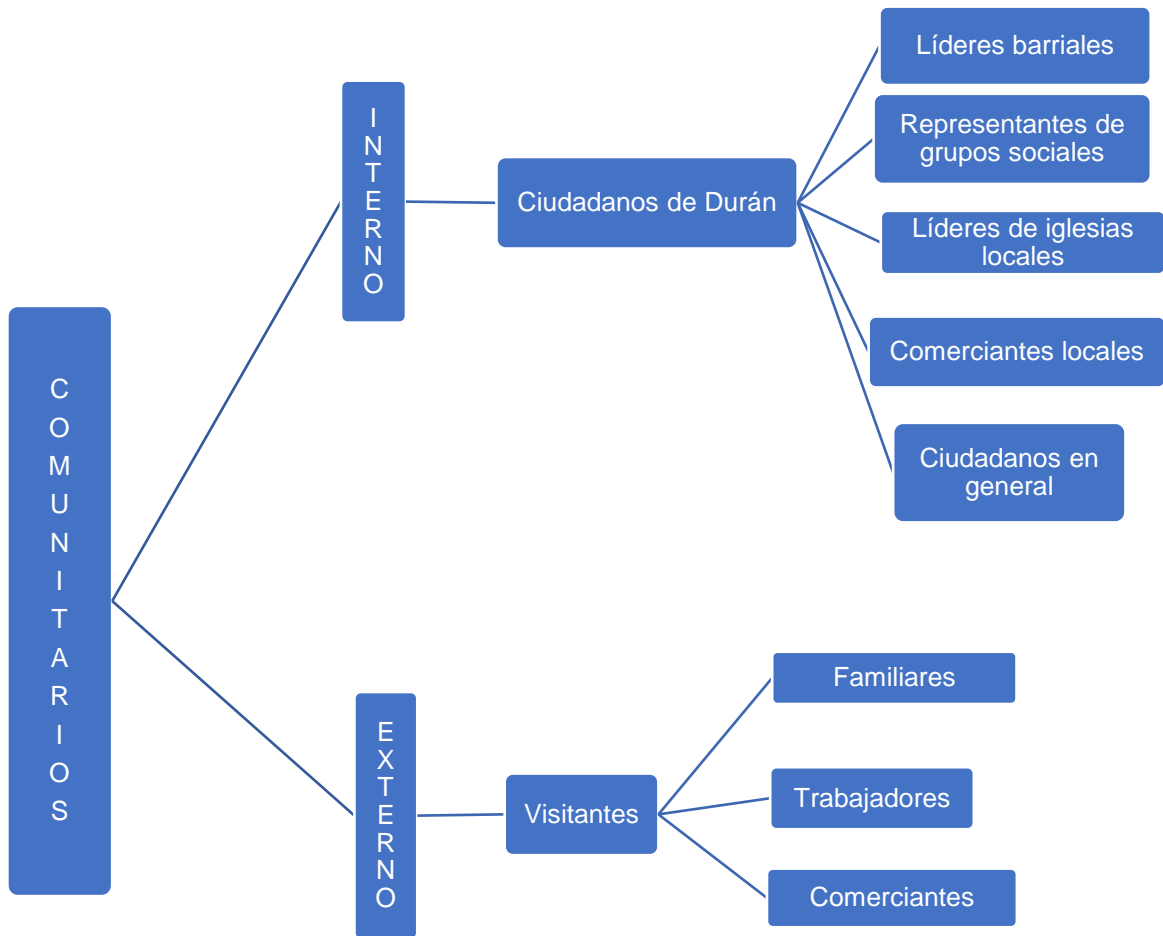 COMUNITARIOS
INTERNO
Ciudadanos de Durán
Líderes barriales
Representantes de
grupos sociales
Líderes de iglesias
locales
Comerciantes locales
Ciudadanos en
general
EXTERNO
Visitantes
Familiares
Trabajadores
Comerciantes